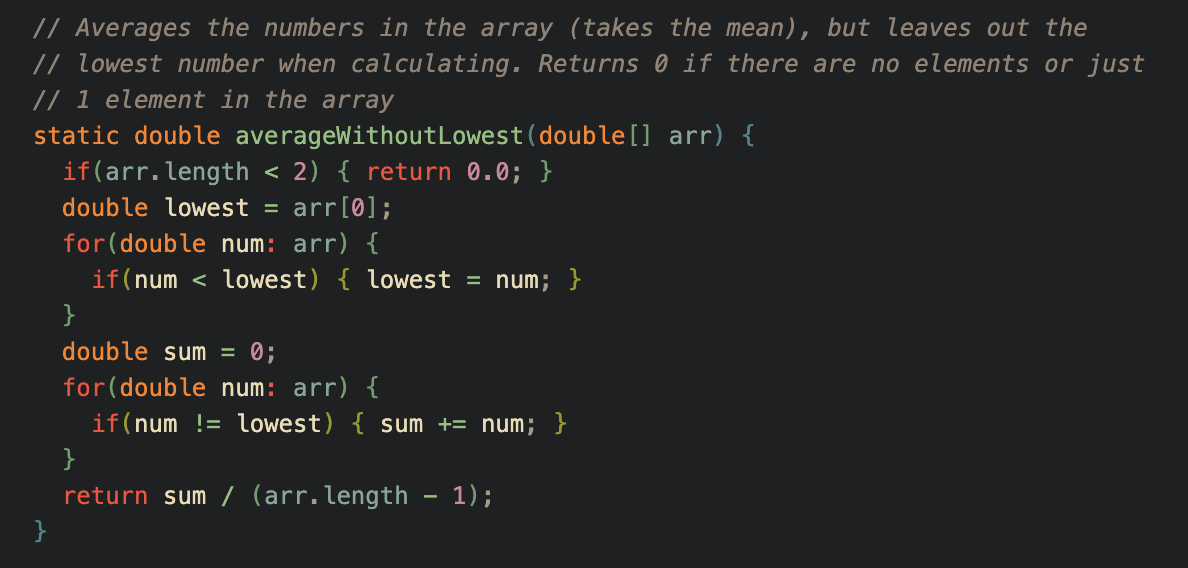 // Averages the numbers in the array (takes the mean), but leaves out the
// lowest number when calculating. Returns 0 if there are no elements or just
// 1 element in the array
static double averageWithoutLowest(double[] arr) {
  if(arr.length < 2) { return 0.0; }
  double lowest = arr[0];
  for(double num: arr) {
    if(num < lowest) { lowest = num; }
  }
  double sum = 0;
  for(double num: arr) {
    if(num != lowest) { sum += num; }
  }
  return sum / (arr.length - 1);
}